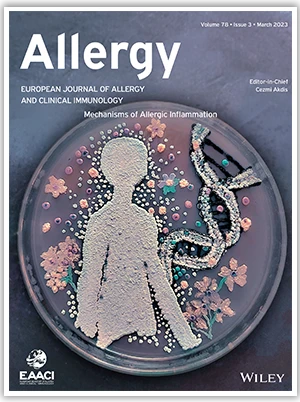 Volume 78 • Issue 3 • March 2023
Allergy
EUROPEAN JOURNAL OF ALLERGY
AND CLINICAL IMMUNOLOGY
Editor-in-Chief
Cezmi Akdis
Mechanisms of Allergic Inflammation
EAACI
WILEY